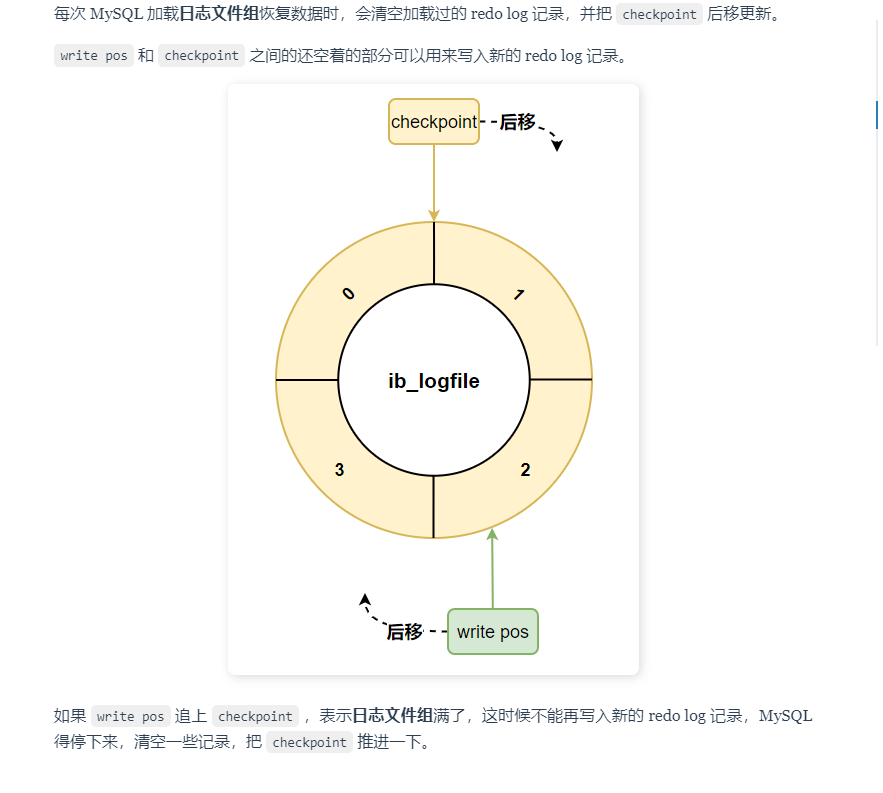 每次 MySQL 加载日志文件组恢复数据时，会清空加载过的 redo log 记录，并把 checkpoint 后移更新。
write pos 和 checkpoint 之间的还空着的部分可以用来写入新的 redo log 记录。
checkpoint 后移
0
1
ib_logfile
3
2
后移 write pos
如果 write pos 追上 checkpoint ，表示日志文件组满了，这时候不能再写入新的 redo log 记录，MySQL
得停下来，清空一些记录，把 checkpoint 推进一下。